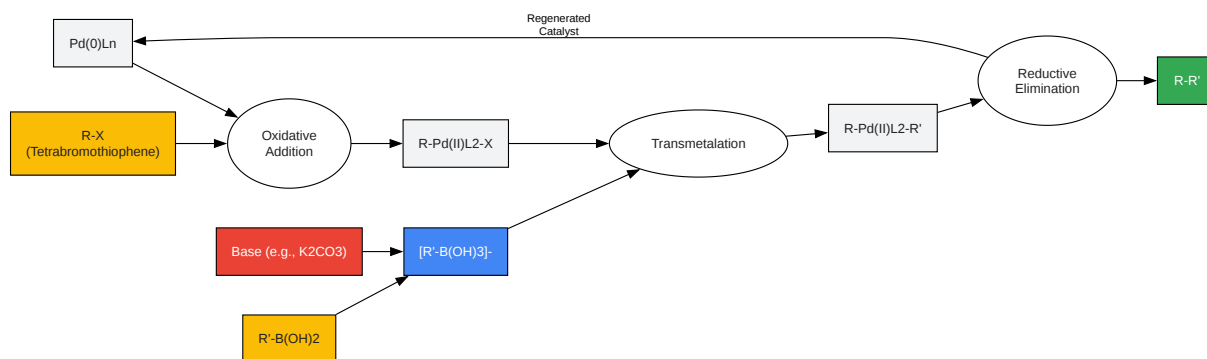 Regenerated
Catalyst
Pd(0)Ln
Reductive
Elimination
R-R'
R-X
(Tetrabromothiophene)
Oxidative
Addition
R-Pd(II)L2-X
Transmetalation
R-Pd(II)L2-R'
Base (e.g., K2CO3)
[R'-B(OH)3]-
R'-B(OH)2